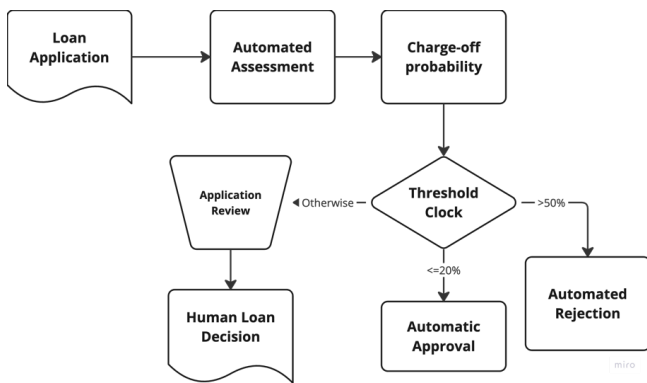 Loan
Application
Automated
Assessment
Charge-off
probability
Application
Review
Otherwise
Threshold
Clock
>50%
<=20%
Human Loan
Decision
Automatic
Approval
Automated
Rejection
miro